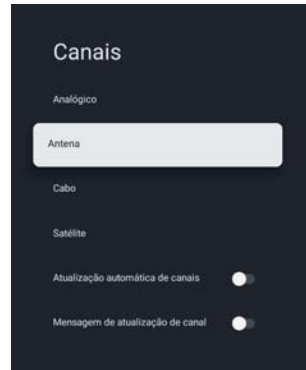 Canais
Analógico
Antena
Cabo
Satélite
Atualização automática de canais
Mensagem de atualização de canal